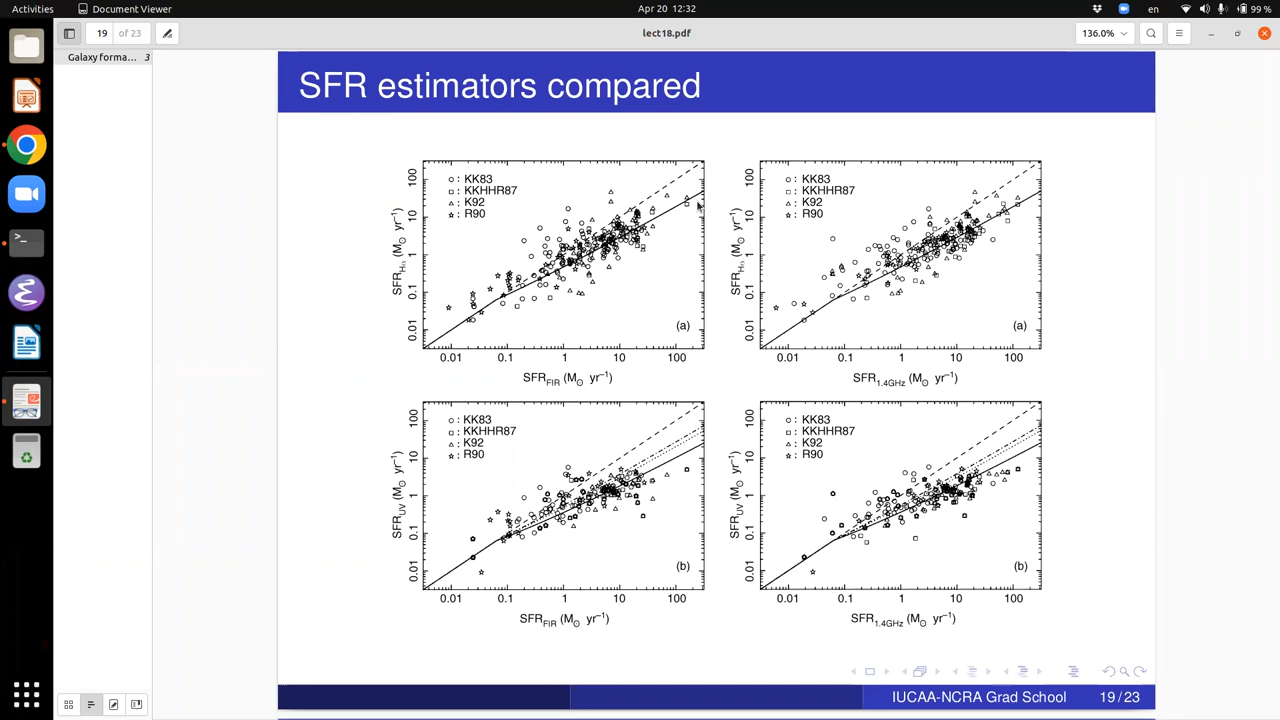 Activities
Document Viewer
Apr 20 12:32
en
99 %
19 of 23
lect18.pdf
136.0%
Galaxy forma... 3
SFR estimators compared
○ : KK83
□ : KKHHR87
△ : K92
☆ : R90
100
10
1
0.1
0.01
SFR_Hα (M⊙ yr⁻¹)
(a)
0.01 0.1 1 10 100
SFR_FIR (M⊙ yr⁻¹)
○ : KK83
□ : KKHHR87
△ : K92
☆ : R90
100
10
1
0.1
0.01
SFR_Hα (M⊙ yr⁻¹)
(a)
0.01 0.1 1 10 100
SFR_1.4GHz (M⊙ yr⁻¹)
○ : KK83
□ : KKHHR87
△ : K92
☆ : R90
100
10
1
0.1
0.01
SFR_UV (M⊙ yr⁻¹)
(b)
0.01 0.1 1 10 100
SFR_FIR (M⊙ yr⁻¹)
○ : KK83
□ : KKHHR87
△ : K92
☆ : R90
100
10
1
0.1
0.01
SFR_UV (M⊙ yr⁻¹)
(b)
0.01 0.1 1 10 100
SFR_1.4GHz (M⊙ yr⁻¹)
IUCAA-NCRA Grad School 19 / 23